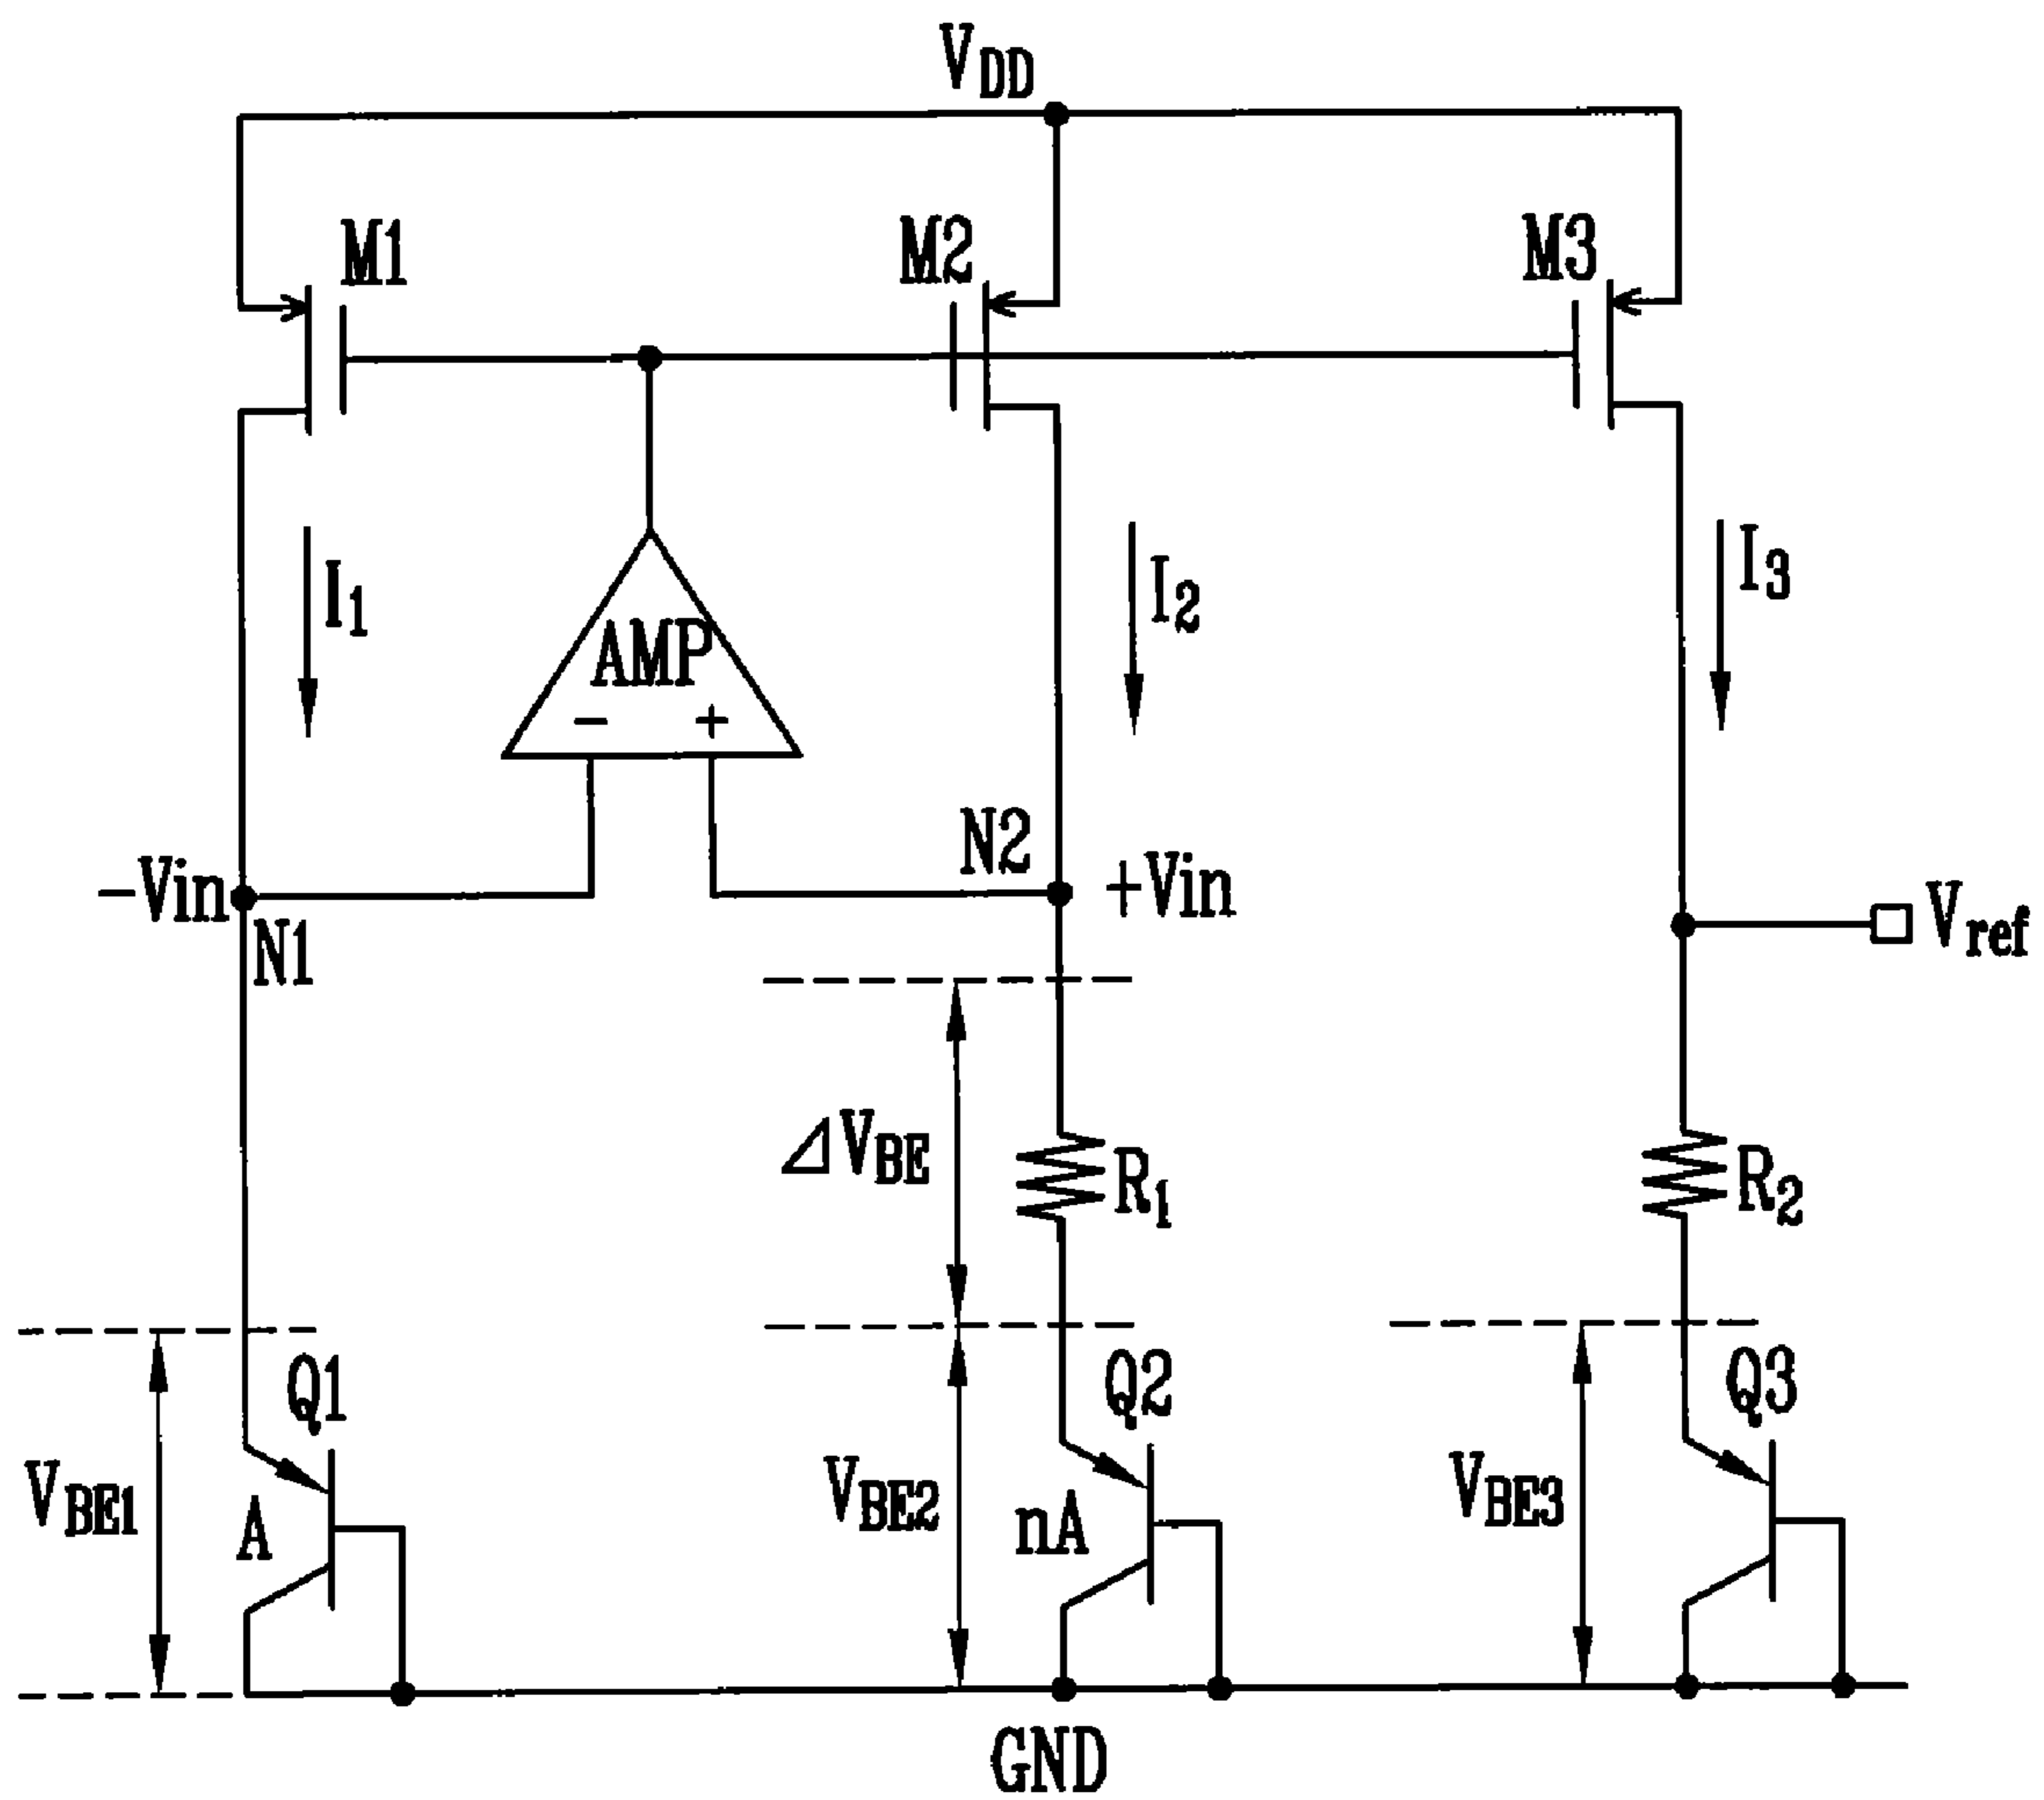 VDD
M1
M2
M3
I1
I2
I3
AMP
- +
N2
-Vin
+Vin
N1
Vref
⊿VBE
R1
R2
Q1
Q2
Q3
VBE1
A
VBE2
nA
VBE3
GND